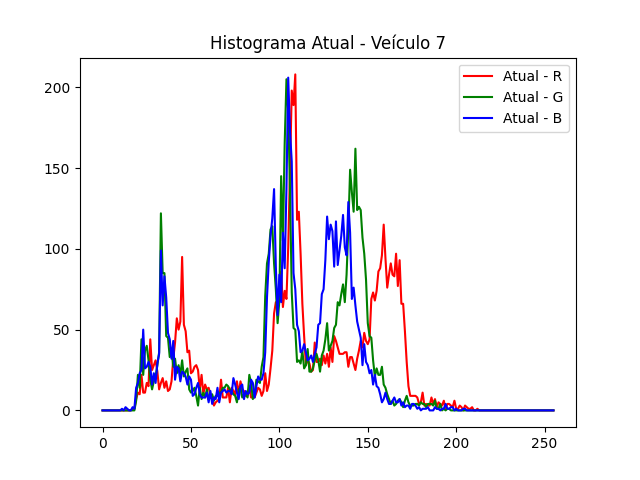 Histograma Atual - Veículo 7
Atual - R
Atual - G
Atual - B
200
150
100
50
0
0 50 100 150 200 250